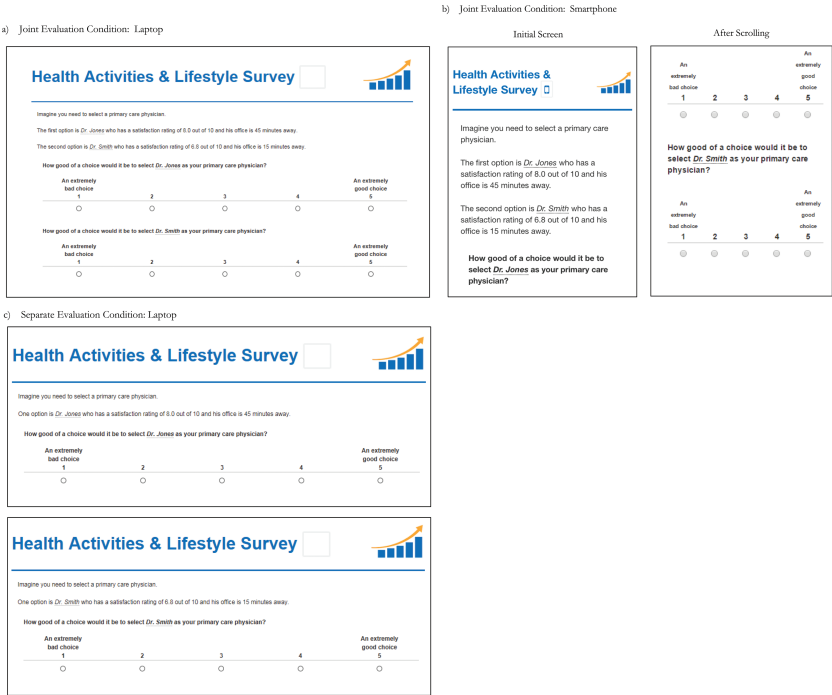 a) Joint Evaluation Condition: Laptop
Health Activities & Lifestyle Survey
Imagine you need to select a primary care physician.
The first option is Dr. Jones who has a satisfaction rating of 8.0 out of 10 and his office is 45 minutes away.
The second option is Dr. Smith who has a satisfaction rating of 6.8 out of 10 and his office is 15 minutes away.
How good of a choice would it be to select Dr. Jones as your primary care physician?
An extremely An extremely
bad choice good choice
1 2 3 4 5
How good of a choice would it be to select Dr. Smith as your primary care physician?
An extremely An extremely
bad choice good choice
1 2 3 4 5
b) Joint Evaluation Condition: Smartphone
Initial Screen
Health Activities &
Lifestyle Survey
Imagine you need to select a primary care
physician.
The first option is Dr. Jones who has a
satisfaction rating of 8.0 out of 10 and his
office is 45 minutes away.
The second option is Dr. Smith who has a
satisfaction rating of 6.8 out of 10 and his
office is 15 minutes away.
How good of a choice would it be to
select Dr. Jones as your primary care
physician?
After Scrolling
An
An extremely
extremely good
bad choice choice
1 2 3 4 5
How good of a choice would it be to
select Dr. Smith as your primary care
physician?
An
An extremely
extremely good
bad choice choice
1 2 3 4 5
c) Separate Evaluation Condition: Laptop
Health Activities & Lifestyle Survey
Imagine you need to select a primary care physician.
One option is Dr. Jones who has a satisfaction rating of 8.0 out of 10 and his office is 45 minutes away.
How good of a choice would it be to select Dr. Jones as your primary care physician?
An extremely An extremely
bad choice good choice
1 2 3 4 5
Health Activities & Lifestyle Survey
Imagine you need to select a primary care physician.
One option is Dr. Smith who has a satisfaction rating of 6.8 out of 10 and his office is 15 minutes away.
How good of a choice would it be to select Dr. Smith as your primary care physician?
An extremely An extremely
bad choice good choice
1 2 3 4 5